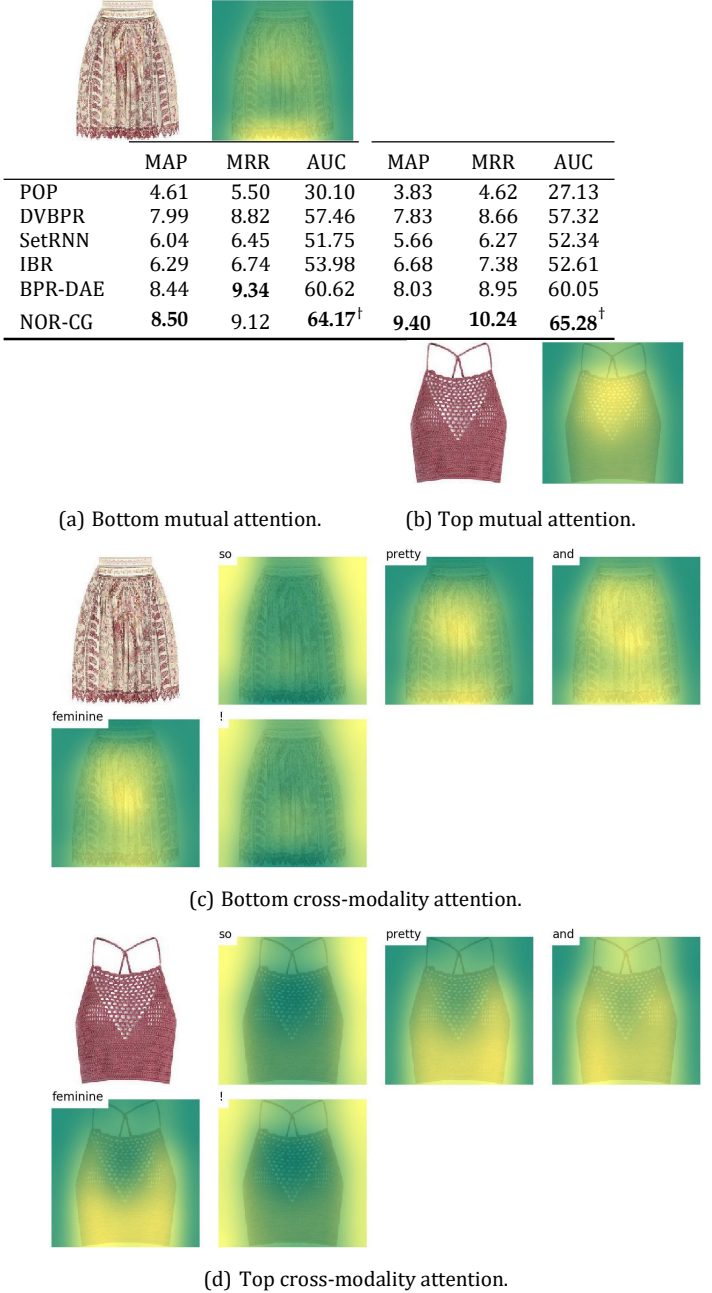 MAP MRR AUC MAP MRR AUC
POP 4.61 5.50 30.10 3.83 4.62 27.13
DVBPR 7.99 8.82 57.46 7.83 8.66 57.32
SetRNN 6.04 6.45 51.75 5.66 6.27 52.34
IBR 6.29 6.74 53.98 6.68 7.38 52.61
BPR-DAE 8.44 9.34 60.62 8.03 8.95 60.05
NOR-CG 8.50 9.12 64.17† 9.40 10.24 65.28†
(a) Bottom mutual attention. (b) Top mutual attention.
so pretty and
feminine !
(c) Bottom cross-modality attention.
so pretty and
feminine !
(d) Top cross-modality attention.